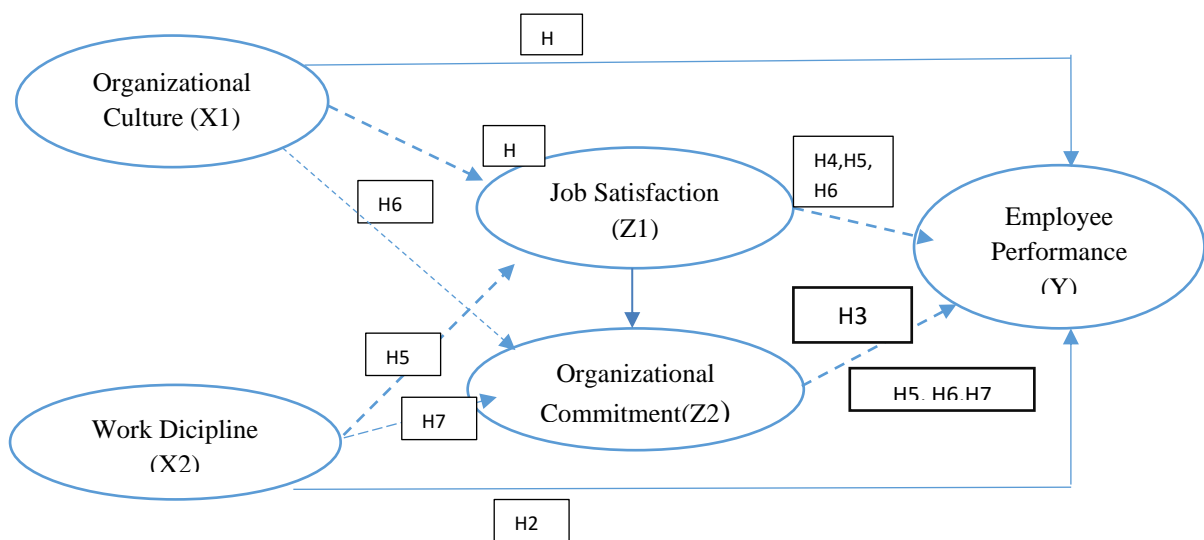 H
Organizational
Culture (X1)
H
H4,H5,
H6
Job Satisfaction
(Z1)
H6
Employee
Performance
(Y)
H3
H5
Organizational
Commitment(Z2)
H5, H6,H7
H7
Work Dicipline
(X2)
H2